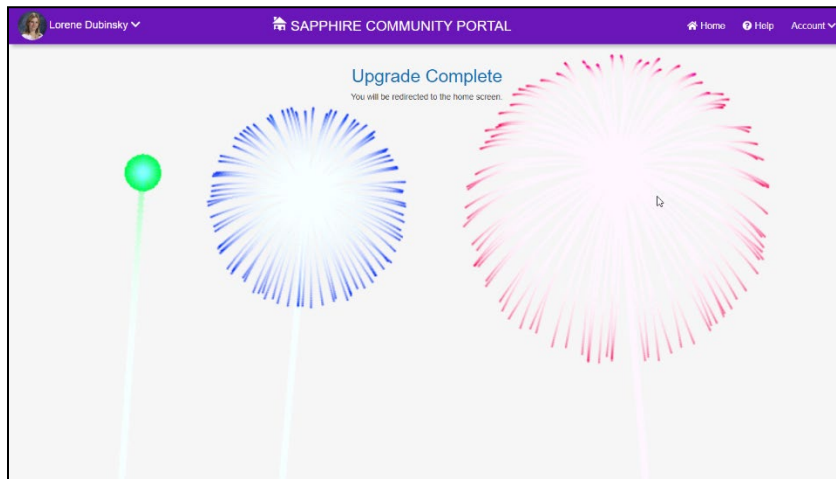 Lorene Dubinsky
SAPPHIRE COMMUNITY PORTAL
Home
Help
Account
Upgrade Complete
You will be redirected to the home screen.